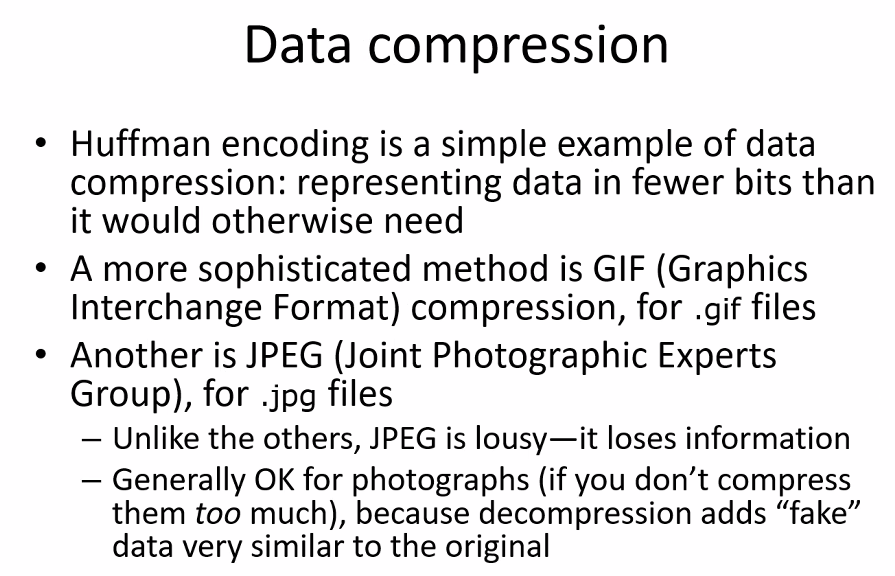 Data compression
• Huffman encoding is a simple example of data
compression: representing data in fewer bits than
it would otherwise need
• A more sophisticated method is GIF (Graphics
Interchange Format) compression, for .gif files
• Another is JPEG (Joint Photographic Experts
Group), for .jpg files
– Unlike the others, JPEG is lousy—it loses information
– Generally OK for photographs (if you don’t compress
them too much), because decompression adds “fake”
data very similar to the original